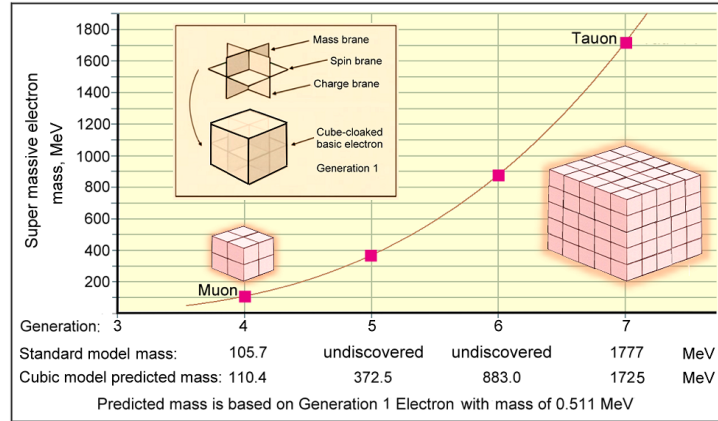 1800
1600
1400
1200
1000
800
600
400
200
Super massive electron
mass, MeV
Mass brane
Spin brane
Charge brane
Cube-cloaked
basic electron
Generation 1
Tauon
Muon
Generation: 3 4 5 6 7
Standard model mass: 105.7 undiscovered undiscovered 1777 MeV
Cubic model predicted mass: 110.4 372.5 883.0 1725 MeV
Predicted mass is based on Generation 1 Electron with mass of 0.511 MeV